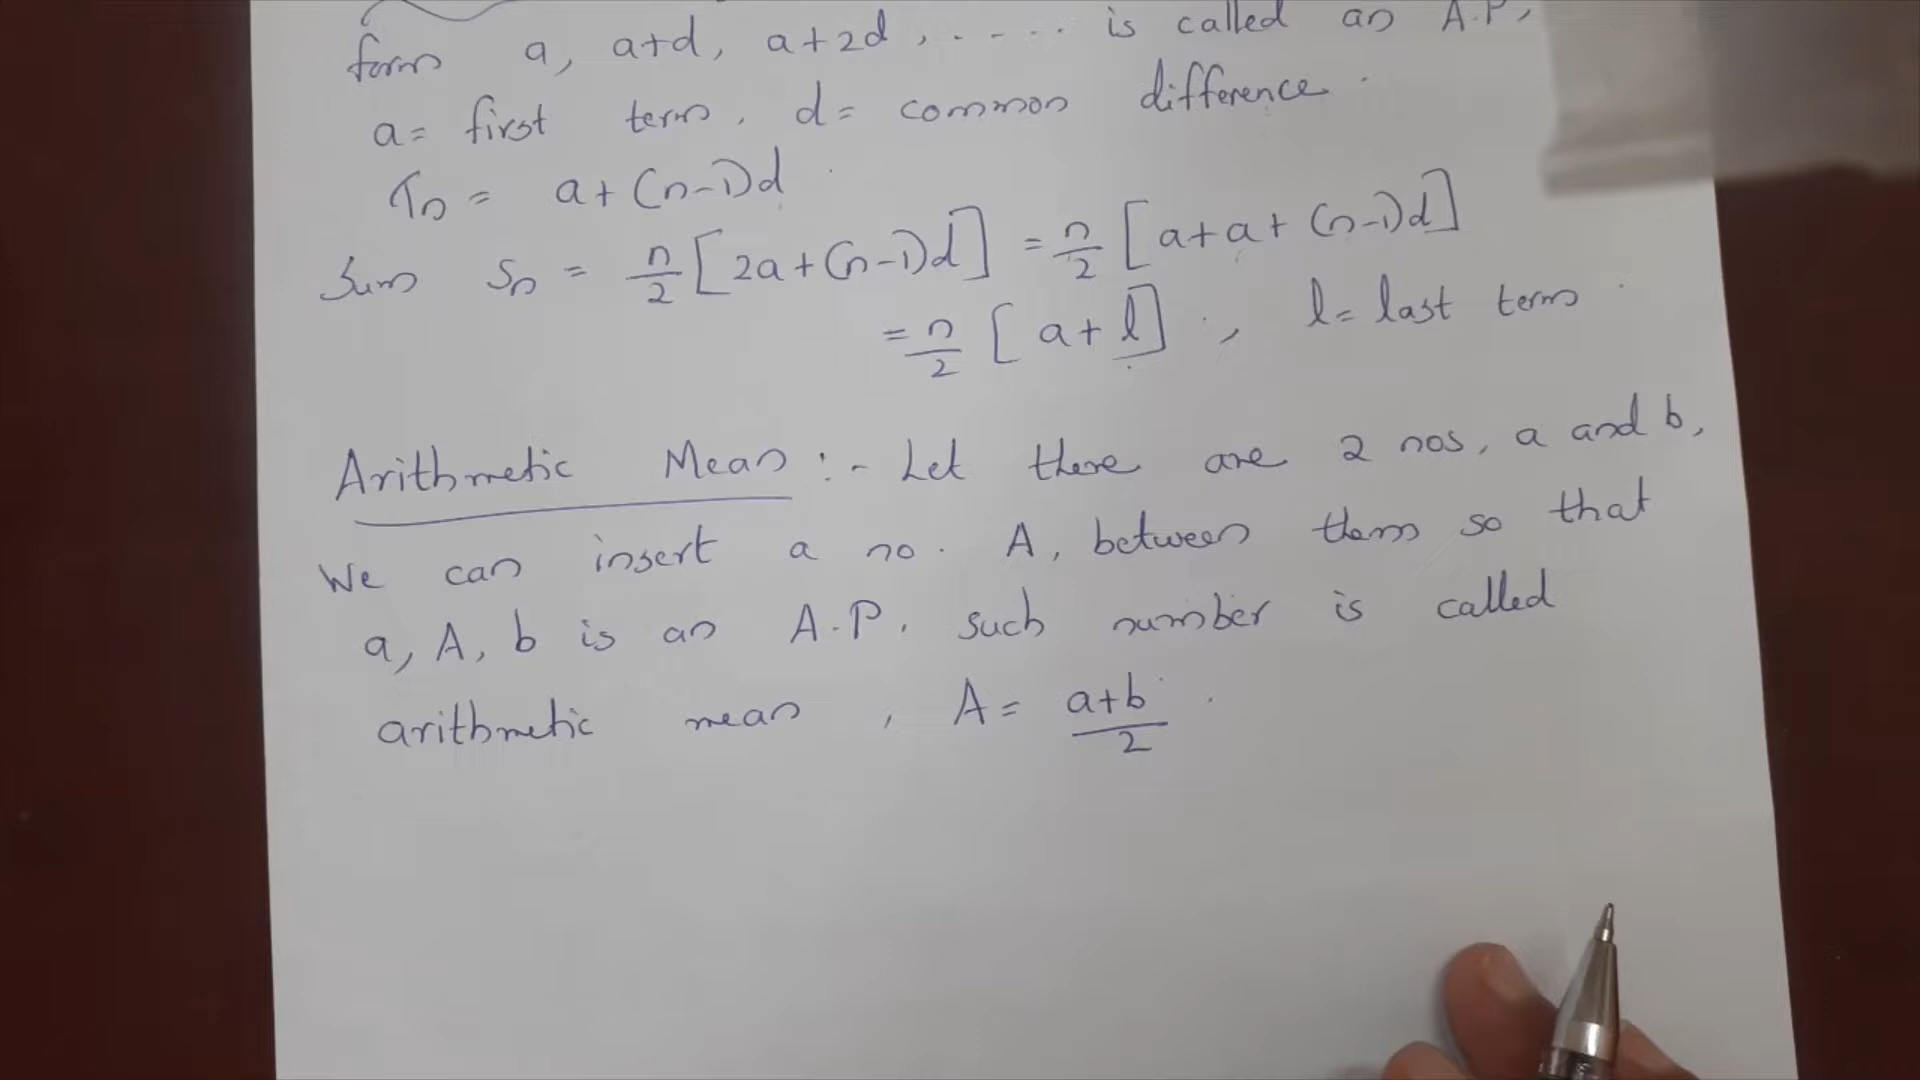 form a, a+d, a+2d, ..... is called an A.P,
a= first term, d= common difference.
Tn = a+(n-1)d
Sum Sn = n/2 [2a+(n-1)d] = n/2 [a+a+(n-1)d]
= n/2 [a+l], l= last term.
Arithmetic Mean :- Let there are 2 nos, a and b,
We can insert a no. A, between them so that
a, A, b is an A.P. such number is called
arithmetic mean, A= a+b/2.